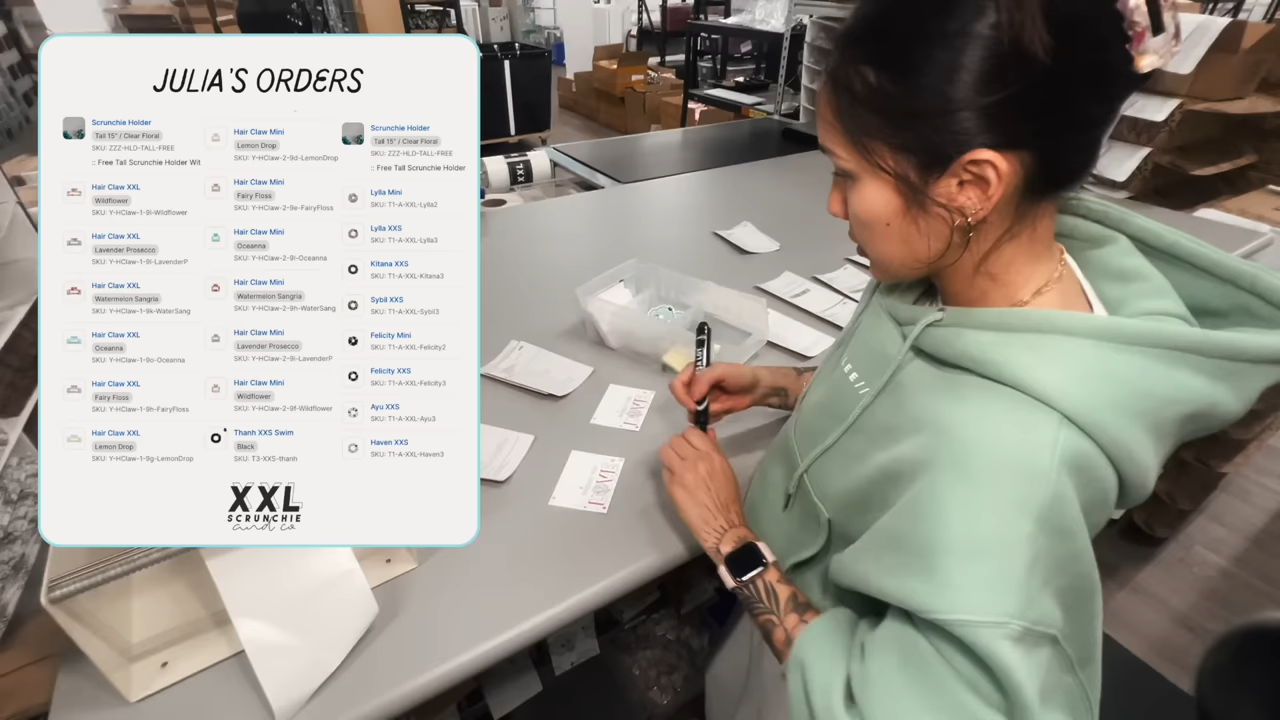 JULIA'S ORDERS
Scrunchie Holder
Tall 15" / Clear Floral
SKU: ZZZ-HLD-TALL-FREE
:: Free Tall Scrunchie Holder Wit
Hair Claw XXL
Wildflower
SKU: Y-HClaw-1-9i-Wildflower
Hair Claw XXL
Lavender Prosecco
SKU: Y-HClaw-1-9l-LavenderP
Hair Claw XXL
Watermelon Sangria
SKU: Y-HClaw-1-9k-WaterSang
Hair Claw XXL
Oceanna
SKU: Y-HClaw-1-9o-Oceanna
Hair Claw XXL
Fairy Floss
SKU: Y-HClaw-1-9h-FairyFloss
Hair Claw XXL
Lemon Drop
SKU: Y-HClaw-1-9g-LemonDrop
Hair Claw Mini
Lemon Drop
SKU: Y-HClaw-2-9d-LemonDrop
Hair Claw Mini
Fairy Floss
SKU: Y-HClaw-2-9e-FairyFloss
Hair Claw Mini
Oceanna
SKU: Y-HClaw-2-9l-Oceanna
Hair Claw Mini
Watermelon Sangria
SKU: Y-HClaw-2-9h-WaterSang
Hair Claw Mini
Lavender Prosecco
SKU: Y-HClaw-2-9i-LavenderP
Hair Claw Mini
Wildflower
SKU: Y-HClaw-2-9f-Wildflower
Thanh XXS Swim
Black
SKU: T3-XXS-thanh
Scrunchie Holder
Tall 15" / Clear Floral
SKU: ZZZ-HLD-TALL-FREE
:: Free Tall Scrunchie Holder
Lylla Mini
SKU: T1-A-XXL-Lylla2
Lylla XXS
SKU: T1-A-XXL-Lylla3
Kitana XXS
SKU: T1-A-XXL-Kitana3
Sybil XXS
SKU: T1-A-XXL-Sybil3
Felicity Mini
SKU: T1-A-XXL-Felicity2
Felicity XXS
SKU: T1-A-XXL-Felicity3
Ayu XXS
SKU: T1-A-XXL-Ayu3
Haven XXS
SKU: T1-A-XXL-Haven3
XXL
SCRUNCHIE
and co
XXL